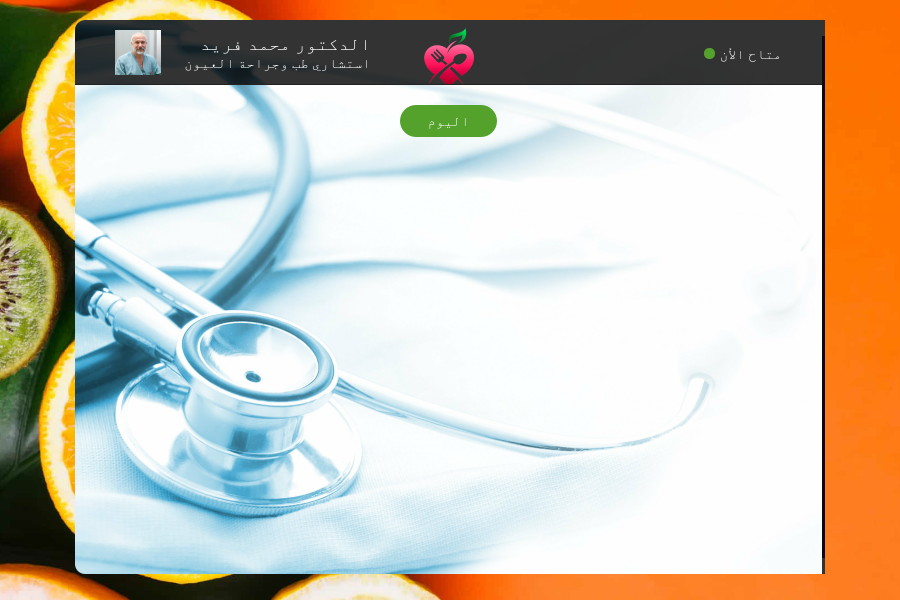 الدكتور محمد فريد
استشاري طب وجراحة العيون
متاح الأن
اليوم